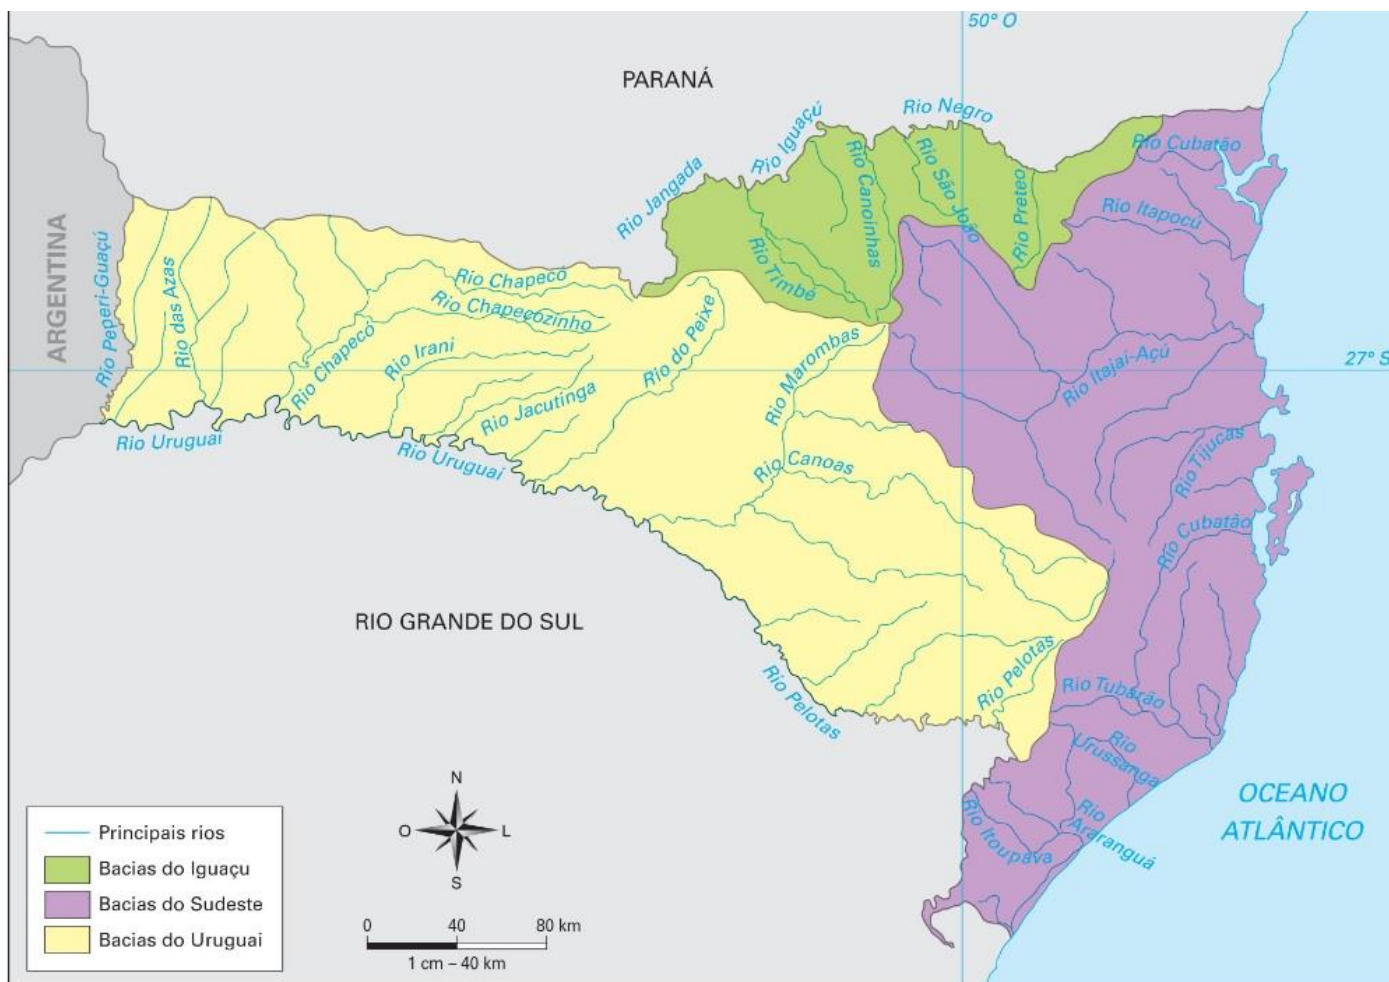 50° O
PARANÁ
Rio Negro
Rio Iguaçú
Rio Cubatão
Rio Jangada
Rio Canoinhas
Rio São João
Rio Preteo
Rio Itapocú
ARGENTINA
Rio Peperi-Guaçú
Rio das Azas
Rio Timbé
Rio Chapecó
Rio Chapecozinho
Rio do Peixe
Rio Chapecó
Rio Irani
Rio Marombas
Rio Itajaí-Açú
27° S
Rio Jacutinga
Rio Uruguai
Rio Uruguai
Rio Canoas
Rio Tijucas
Rio Cubatão
RIO GRANDE DO SUL
Rio Pelotas
Rio Pelotas
Rio Tubarão
Rio
Urussanga
Rio
Araranguá
Rio Itoupava
OCEANO
ATLÂNTICO
N
O
L
S
Principais rios
Bacias do Iguaçu
Bacias do Sudeste
Bacias do Uruguai
0 40 80 km
1 cm – 40 km